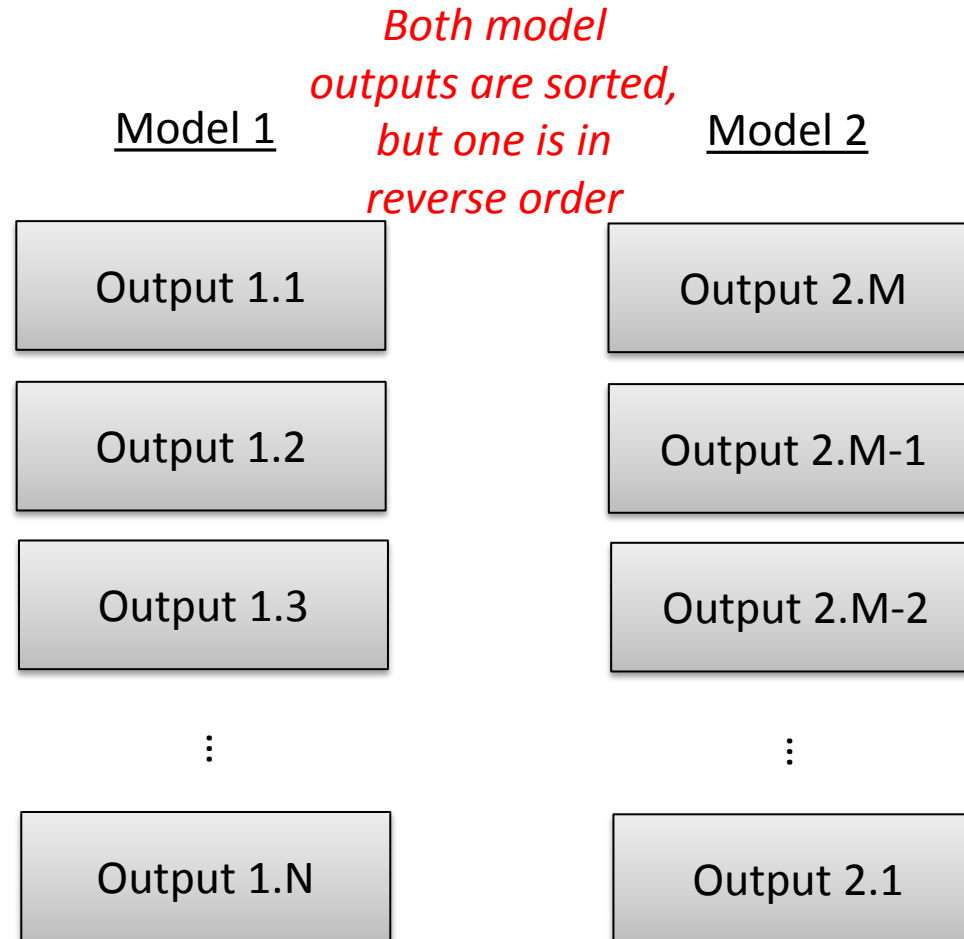 Both model
outputs are sorted,
but one is in
reverse order
Model 1
Model 2
Output 1.1
Output 2.M
Output 1.2
Output 2.M-1
Output 1.3
Output 2.M-2
...
...
Output 1.N
Output 2.1